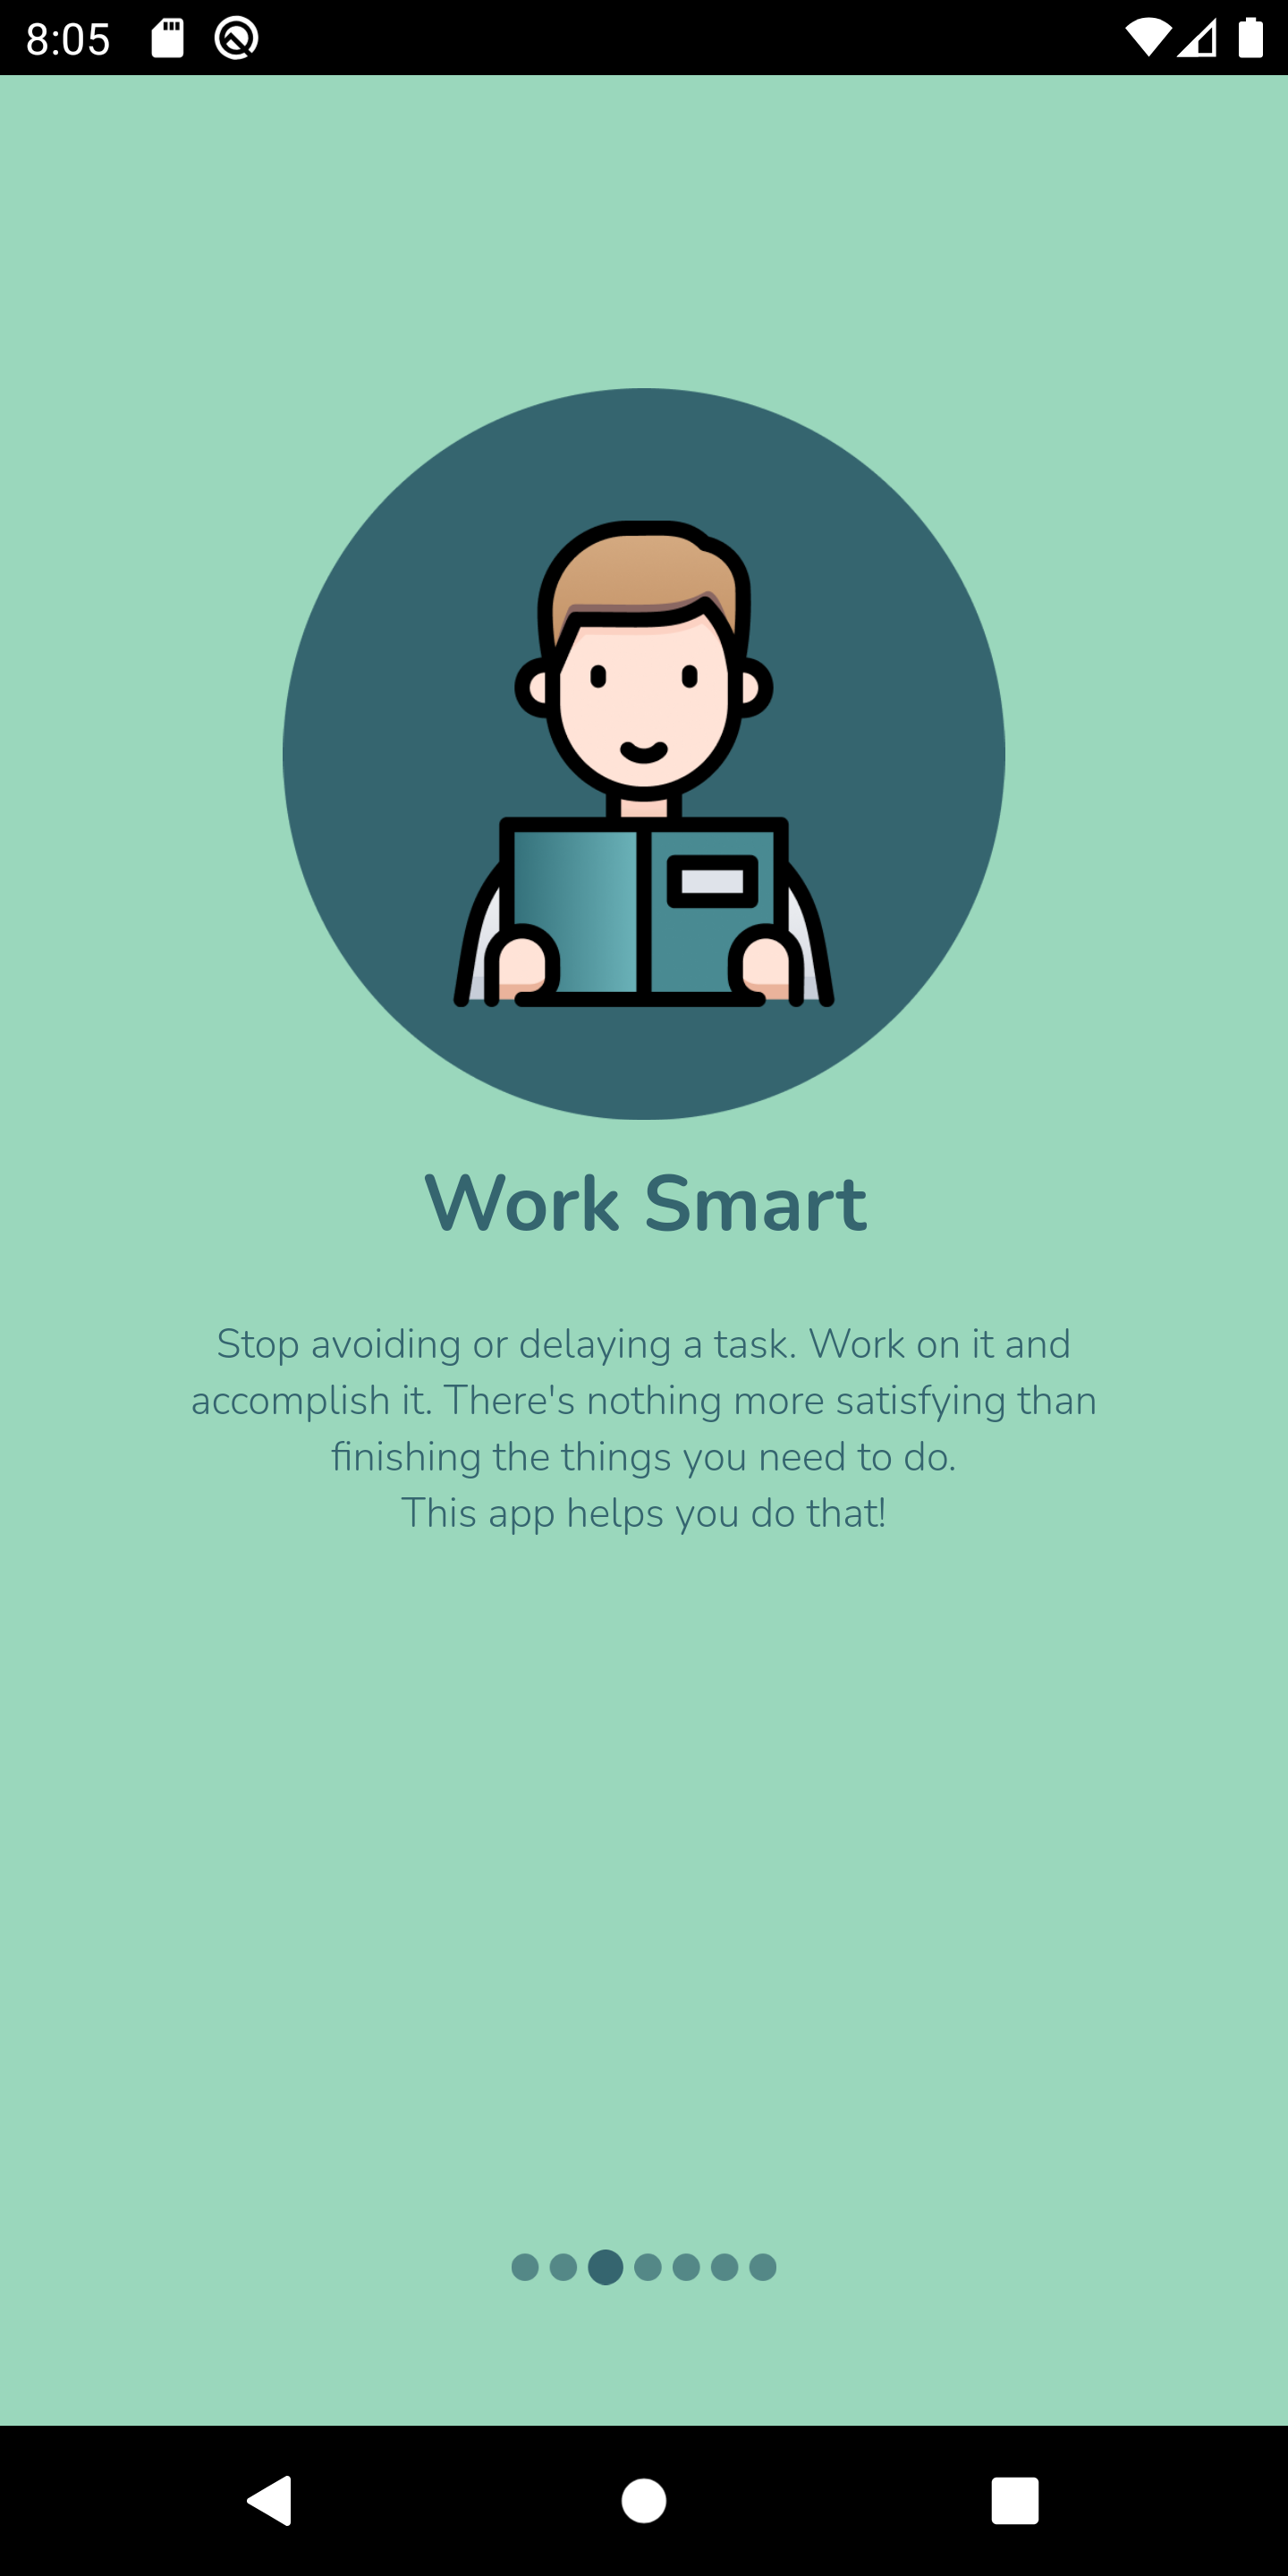 8:05
Work Smart
Stop avoiding or delaying a task. Work on it and
accomplish it. There's nothing more satisfying than
finishing the things you need to do.
This app helps you do that!